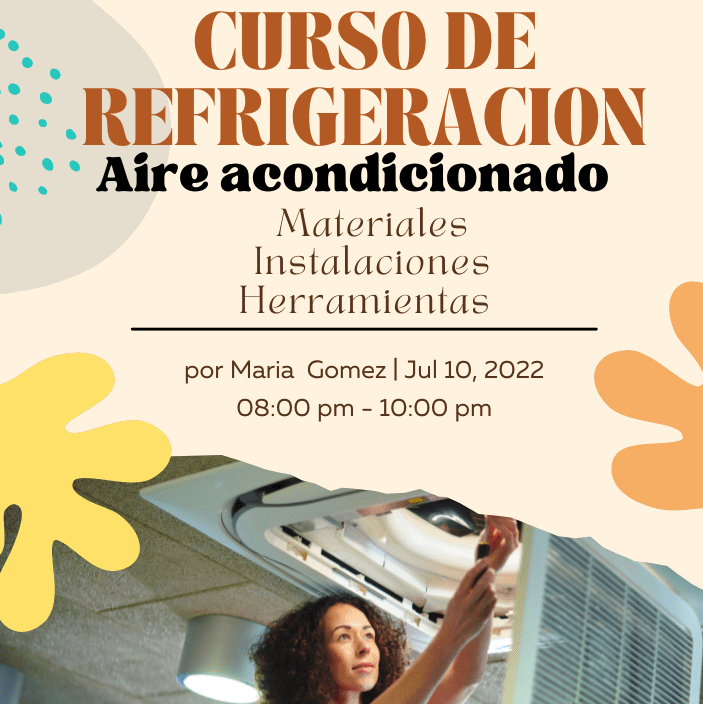 CURSO DE
REFRIGERACION
Aire acondicionado
Materiales
Instalaciones
Herramientas
por Maria Gomez | Jul 10, 2022
08:00 pm - 10:00 pm